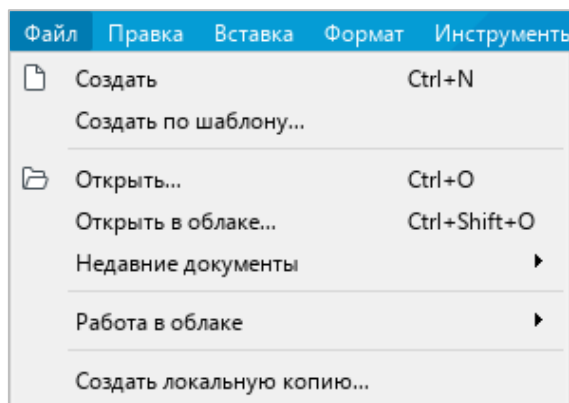 Файл Правка Вставка Формат Инструменты
Создать Ctrl+N
Создать по шаблону...
Открыть... Ctrl+O
Открыть в облаке... Ctrl+Shift+O
Недавние документы
Работа в облаке
Создать локальную копию...